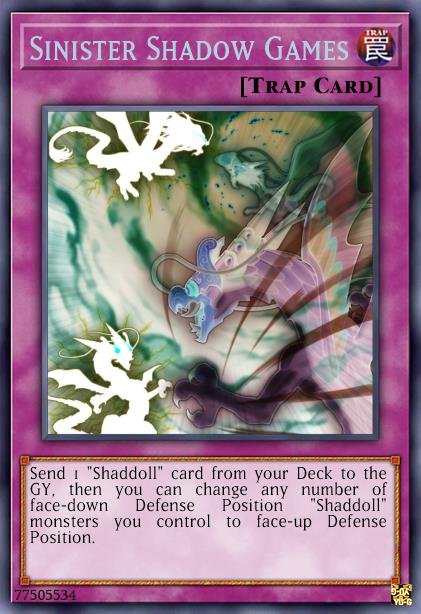 Sinister Shadow Games
TRAP
罠
[Trap Card]
Send 1 "Shaddoll" card from your Deck to the
GY, then you can change any number of
face-down Defense Position "Shaddoll"
monsters you control to face-up Defense
Position.
77505534